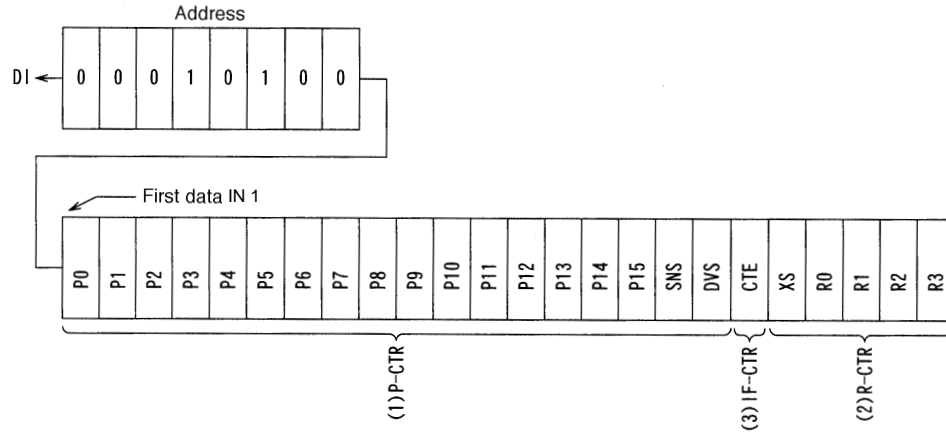 Address
DI 0 0 0 1 0 1 0 0
First data IN 1
P0 P1 P2 P3 P4 P5 P6 P7 P8 P9 P10 P11 P12 P13 P14 P15 SNS DVS CTE XS R0 R1 R2 R3
(1)P-CTR (3)IF-CTR (2)R-CTR